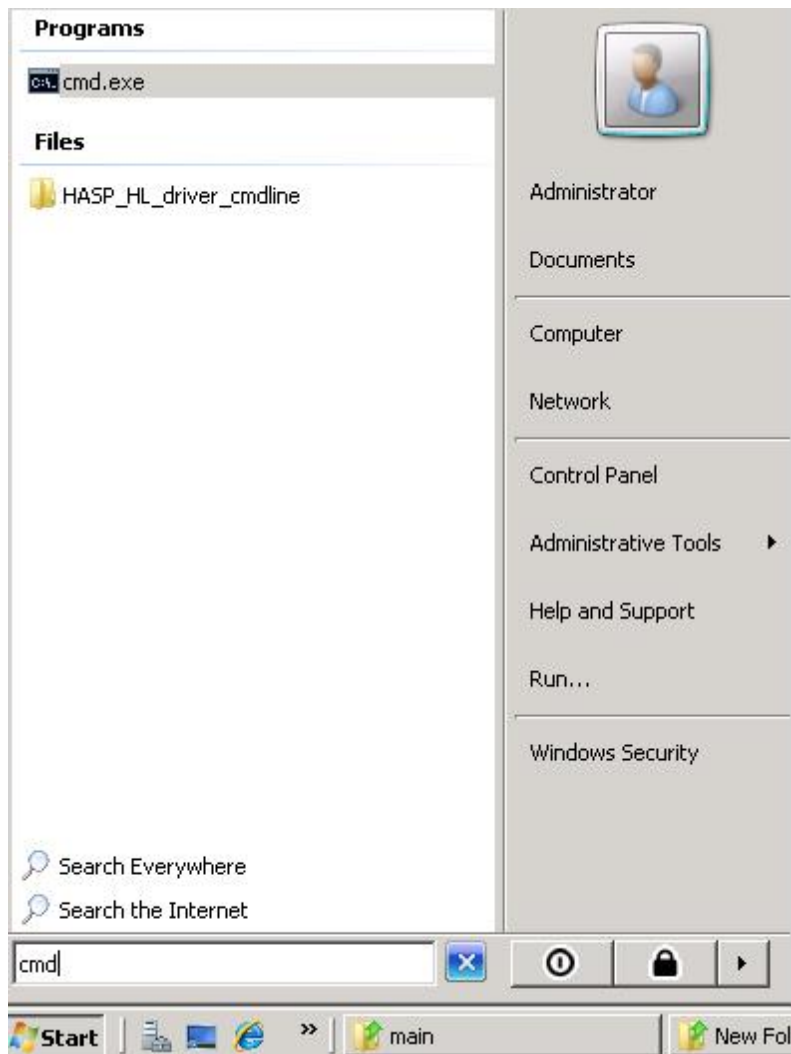 Programs
cmd.exe
Files
HASP_HL_driver_cmdline
Search Everywhere
Search the Internet
cmd
Administrator
Documents
Computer
Network
Control Panel
Administrative Tools
Help and Support
Run...
Windows Security
Start
main
New Fol